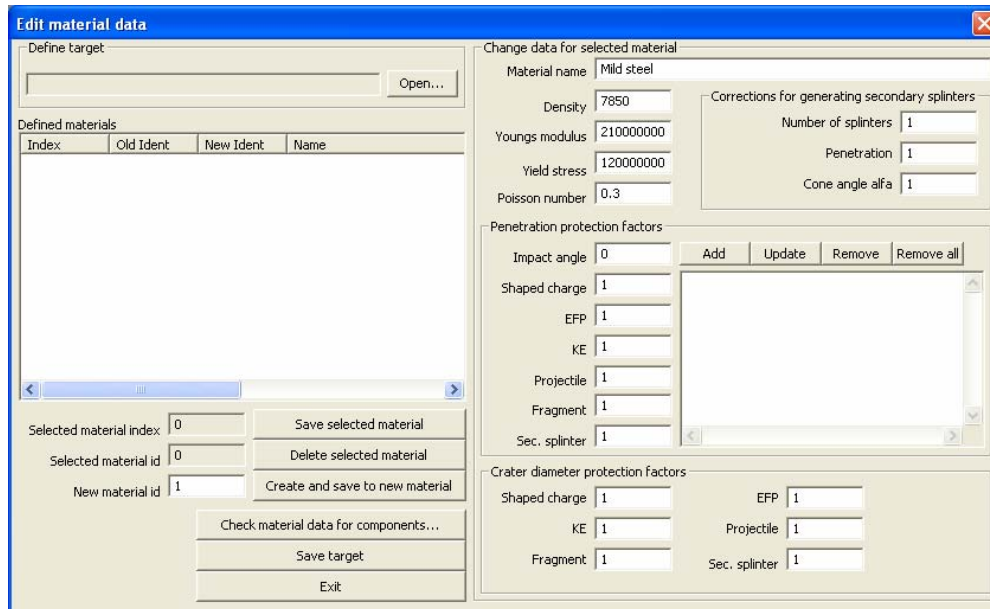 Edit material data
Define target
Open...
Defined materials
Index Old Ident New Ident Name
Selected material index 0
Selected material id 0
New material id 1
Save selected material
Delete selected material
Create and save to new material
Check material data for components...
Save target
Exit
Change data for selected material
Material name Mild steel
Density 7850
Youngs modulus 210000000
Yield stress 120000000
Poisson number 0.3
Corrections for generating secondary splinters
Number of splinters 1
Penetration 1
Cone angle alfa 1
Penetration protection factors
Impact angle 0
Shaped charge 1
EFP 1
KE 1
Projectile 1
Fragment 1
Sec. splinter 1
Add Update Remove Remove all
Crater diameter protection factors
Shaped charge 1 EFP 1
KE 1 Projectile 1
Fragment 1 Sec. splinter 1